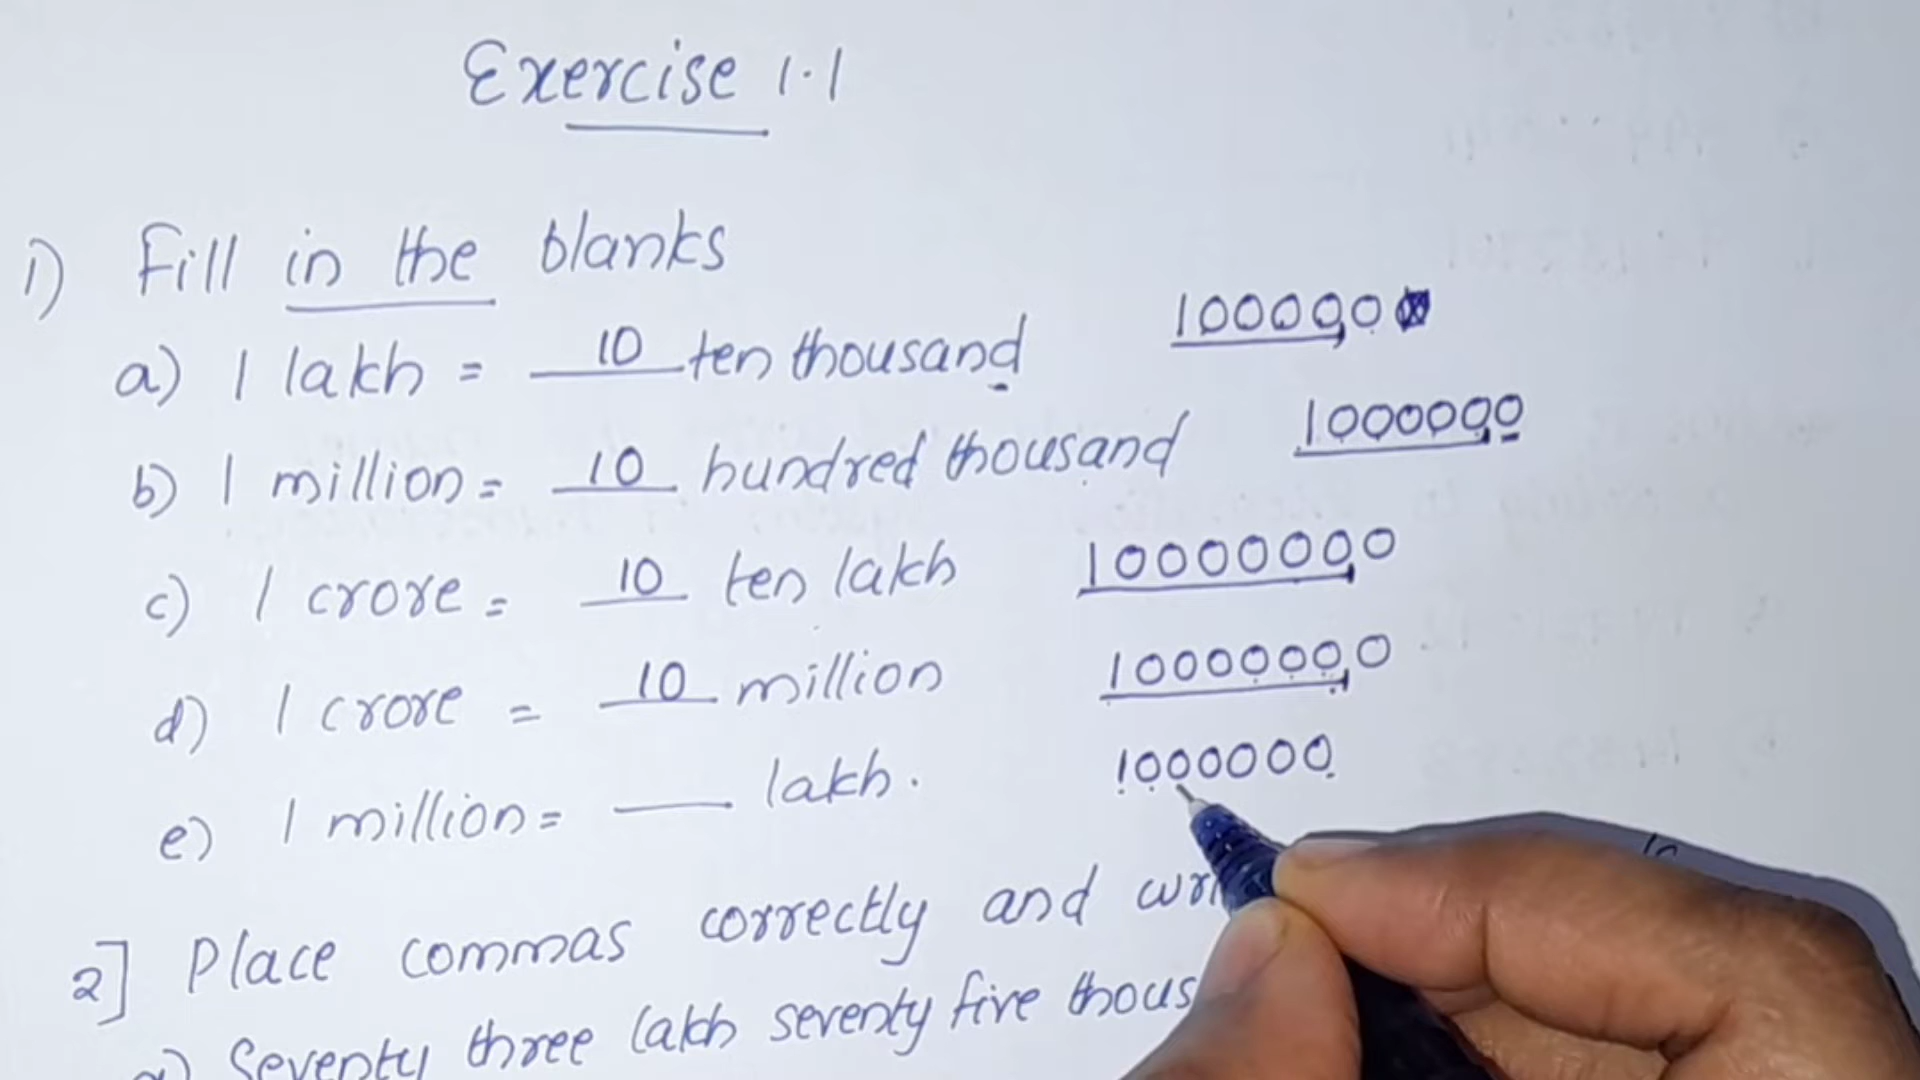 Exercise 1.1
1) Fill in the blanks
a) 1 lakh = 10 ten thousand 100000
b) 1 million = 10 hundred thousand 1000000
c) 1 crore = 10 ten lakh 10000000
d) 1 crore = 10 million 10000000
e) 1 million = ___ lakh. 1000000
2] Place commas correctly and
a) Seventy three lakh seventy five